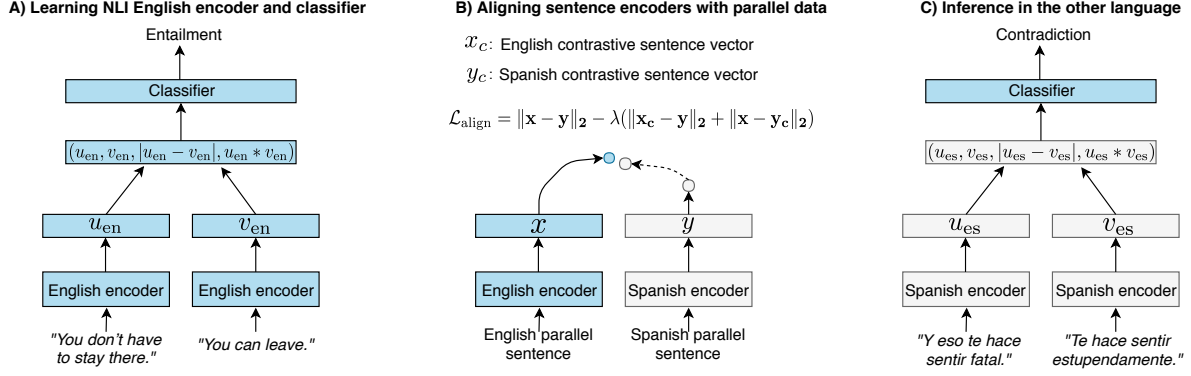 A) Learning NLI English encoder and classifier
Entailment
Classifier
(u_en, v_en, |u_en − v_en|, u_en * v_en)
u_en
v_en
English encoder
English encoder
"You don't have
to stay there."
"You can leave."
B) Aligning sentence encoders with parallel data
x_c: English contrastive sentence vector
y_c: Spanish contrastive sentence vector
L_align = ‖x − y‖₂ − λ(‖x_c − y‖₂ + ‖x − y_c‖₂)
x
y
English encoder
Spanish encoder
English parallel
sentence
Spanish parallel
sentence
C) Inference in the other language
Contradiction
Classifier
(u_es, v_es, |u_es − v_es|, u_es * v_es)
u_es
v_es
Spanish encoder
Spanish encoder
"Y eso te hace
sentir fatal."
"Te hace sentir
estupendamente."